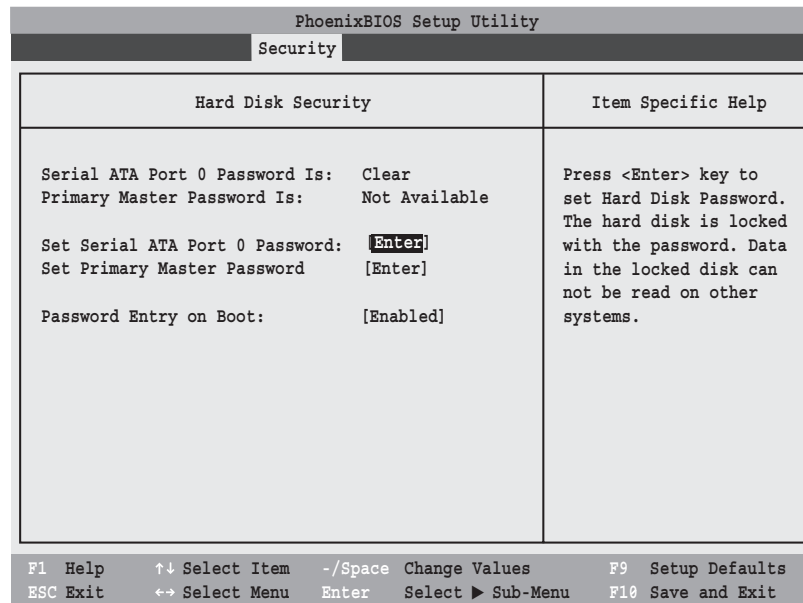 PhoenixBIOS Setup Utility
Security
Hard Disk Security
Item Specific Help
Serial ATA Port 0 Password Is: Clear
Primary Master Password Is: Not Available
Set Serial ATA Port 0 Password: [Enter]
Set Primary Master Password [Enter]
Password Entry on Boot: [Enabled]
Press <Enter> key to
set Hard Disk Password.
The hard disk is locked
with the password. Data
in the locked disk can
not be read on other
systems.
F1 Help ↑↓ Select Item -/Space Change Values F9 Setup Defaults
ESC Exit ←→ Select Menu Enter Select ▶ Sub-Menu F10 Save and Exit